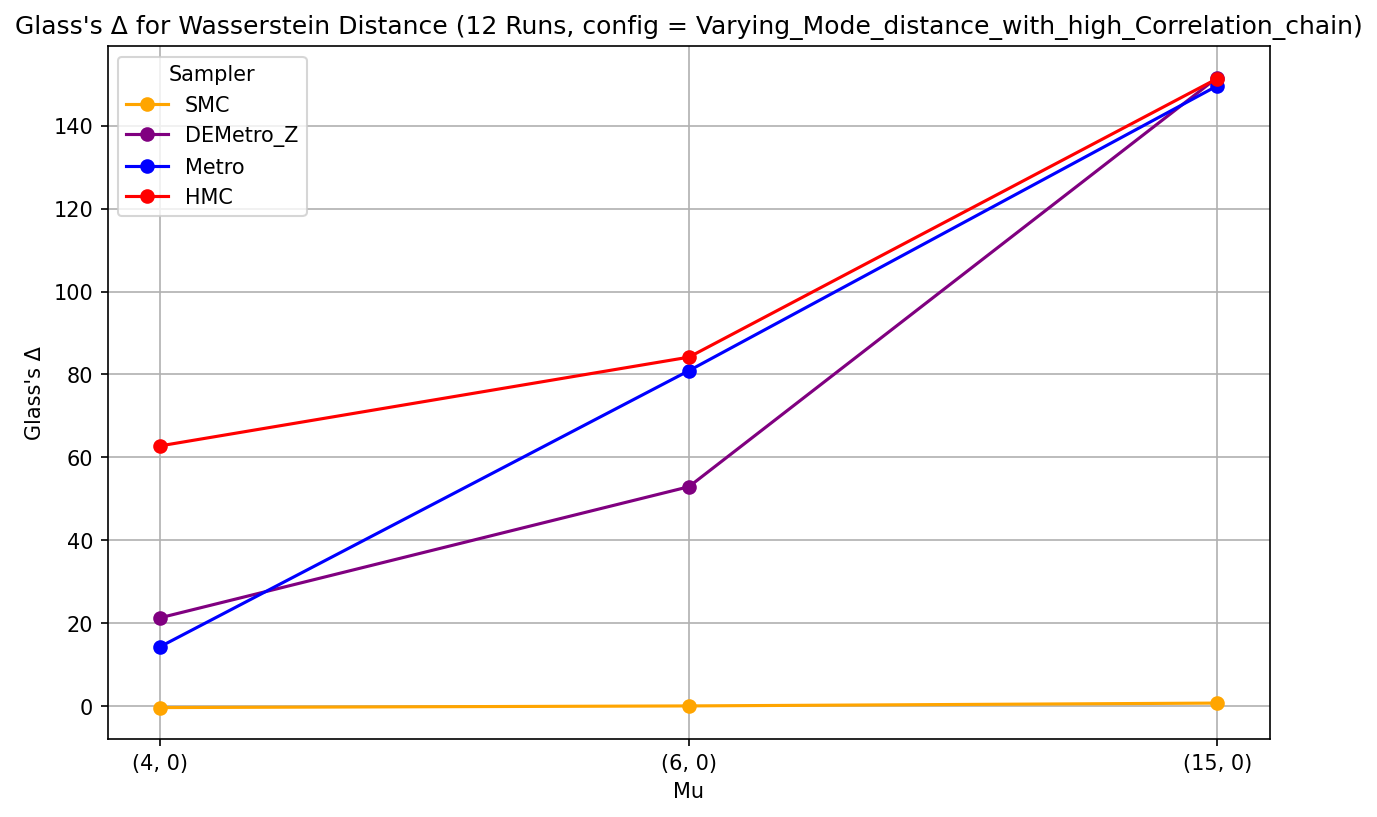 Glass's Δ for Wasserstein Distance (12 Runs, config = Varying_Mode_distance_with_high_Correlation_chain)
Sampler
SMC
DEMetro_Z
Metro
HMC
Glass's Δ
140
120
100
80
60
40
20
0
(4, 0)
(6, 0)
(15, 0)
Mu